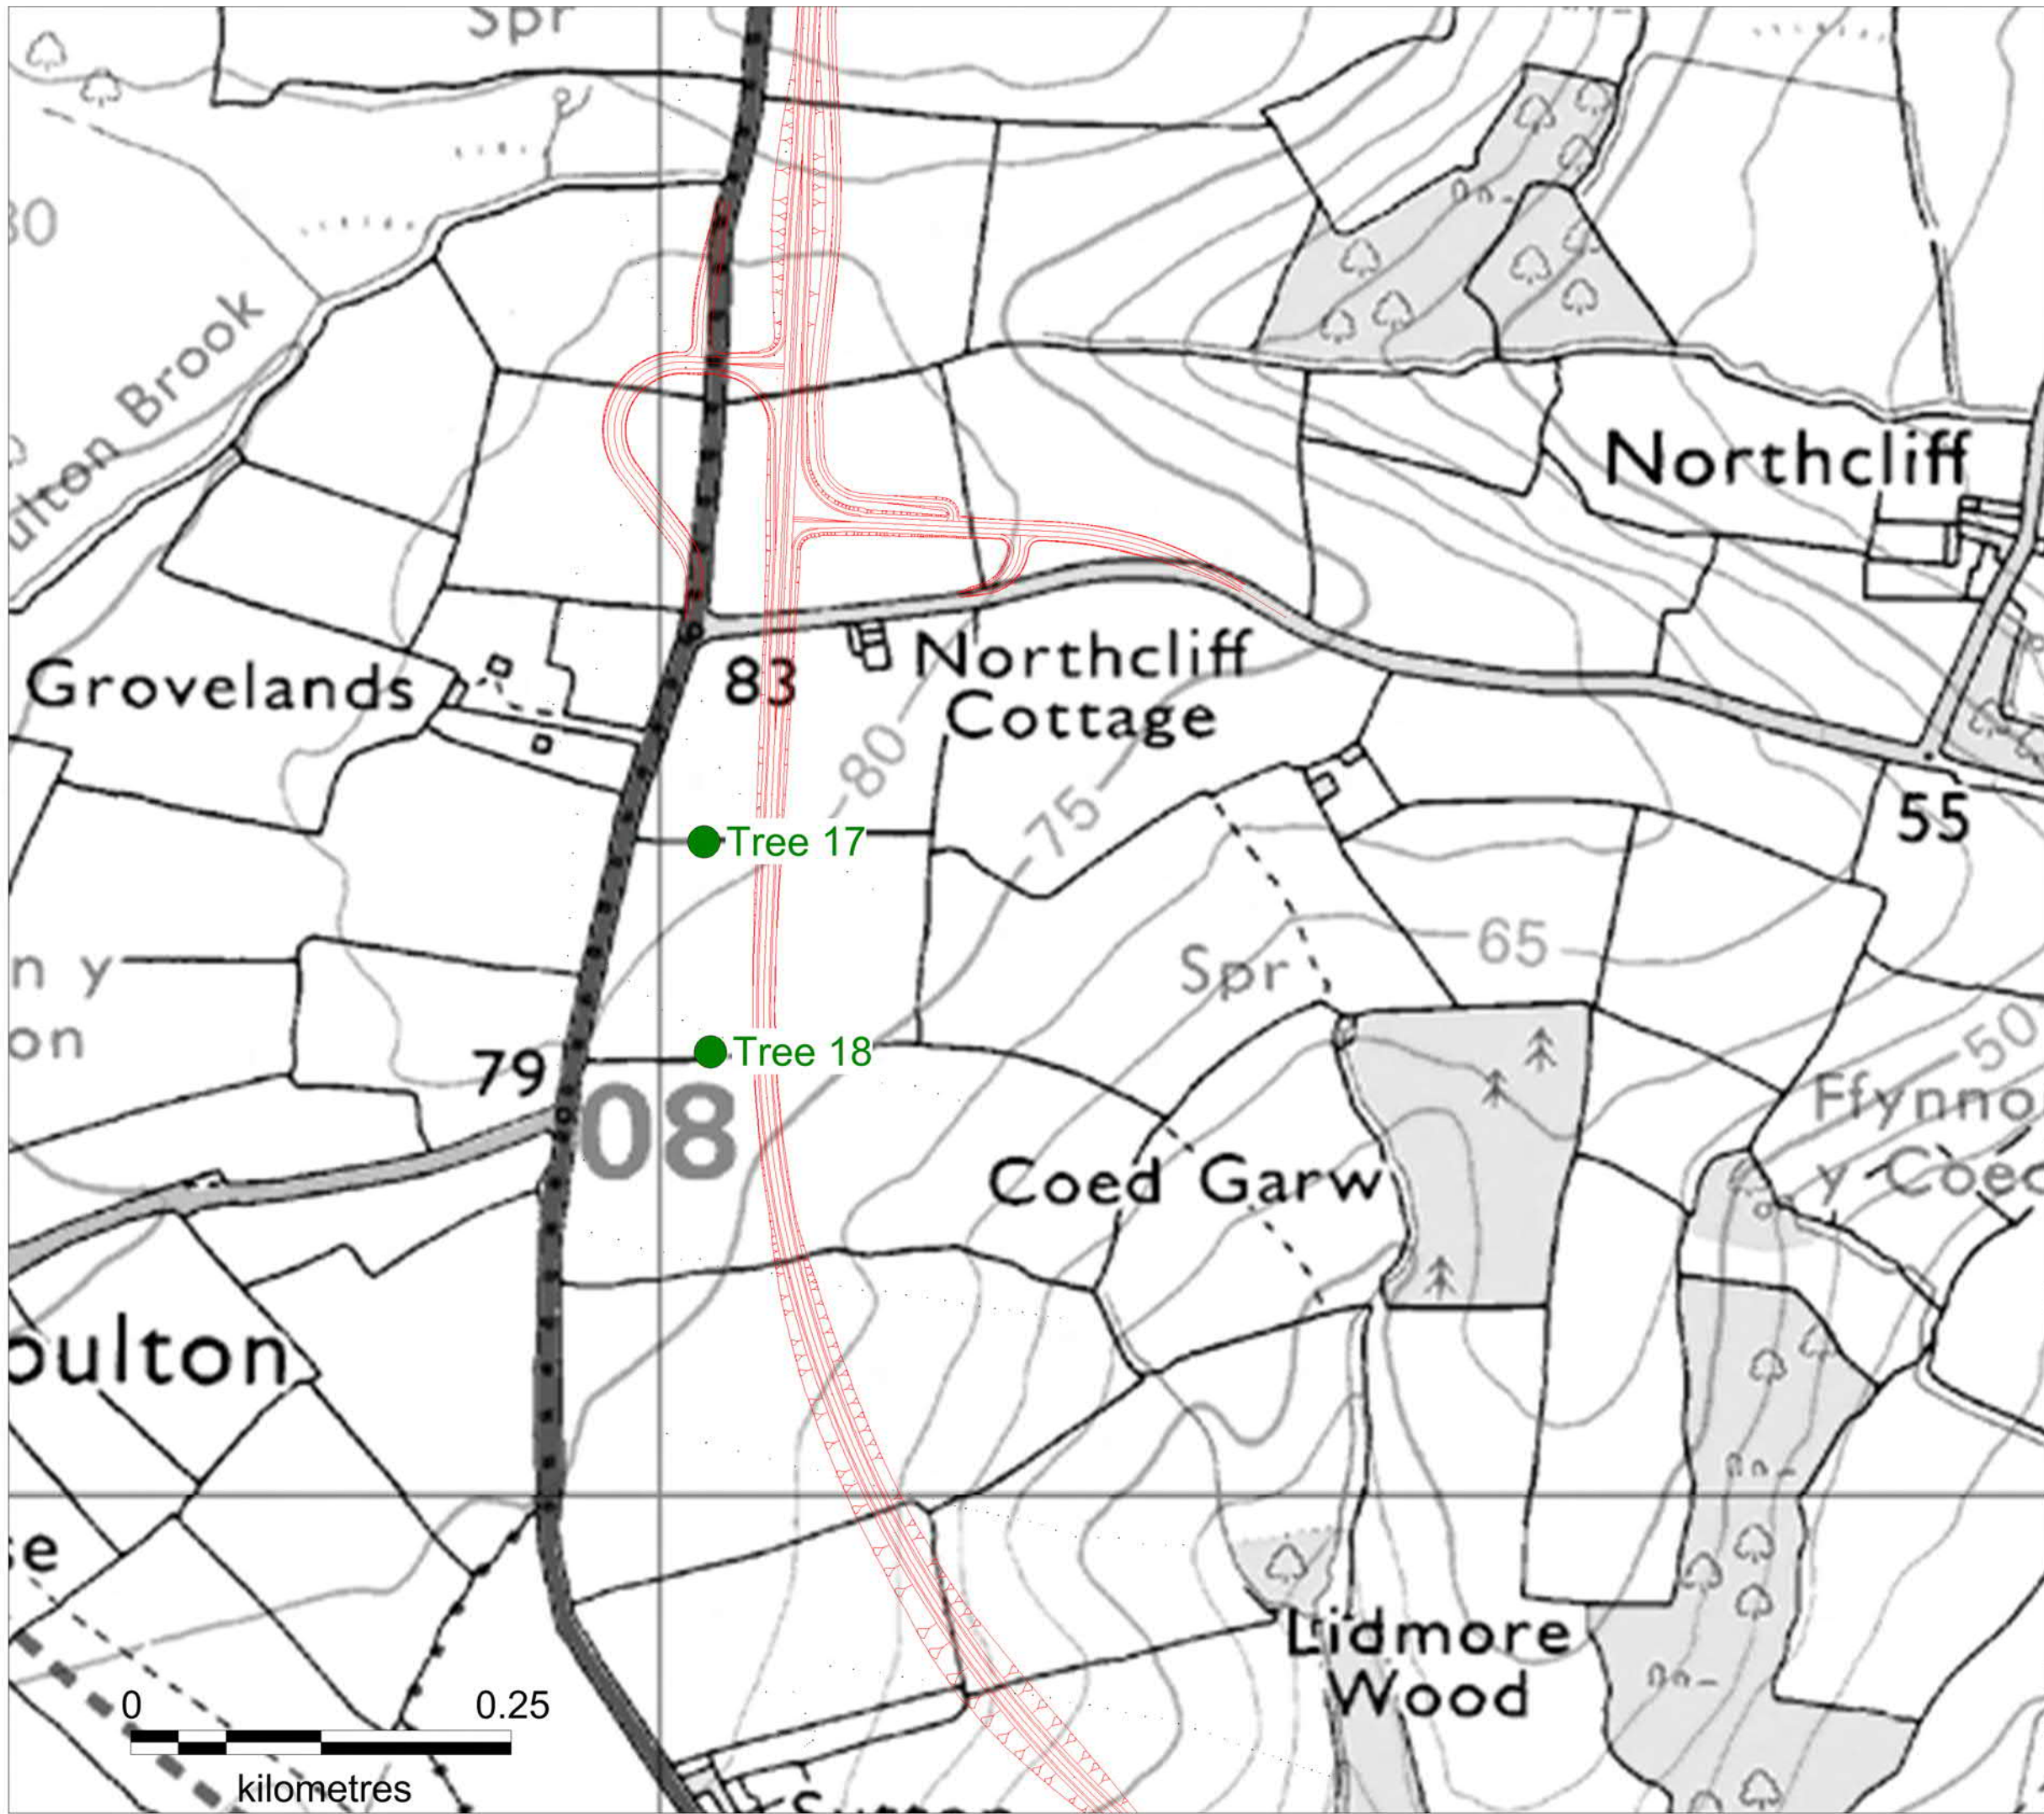 Spr
30
ulton Brook
Northcliff
Grovelands
83
Northcliff
Cottage
80
75
55
Tree 17
65
Spr
n y
on
50
79
Tree 18
08
Ffynno
y Coed
Coed Garw
oulton
se
Lidmore
Wood
0 0.25
kilometres